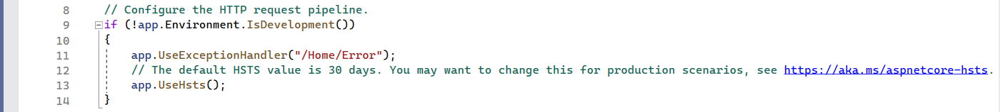 8 // Configure the HTTP request pipeline.
9 if (!app.Environment.IsDevelopment())
10 {
11 app.UseExceptionHandler("/Home/Error");
12 // The default HSTS value is 30 days. You may want to change this for production scenarios, see https://aka.ms/aspnetcore-hsts.
13 app.UseHsts();
14 }